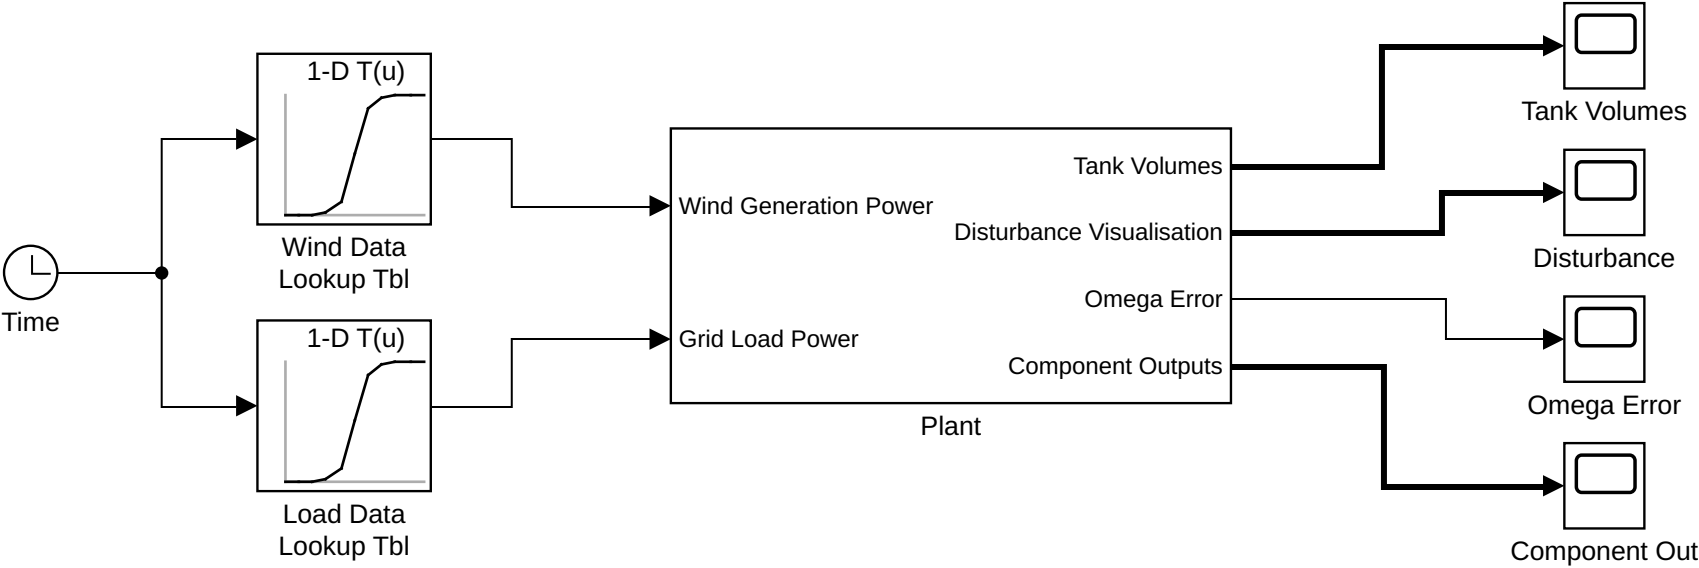 1-D T(u)
Wind Data
Lookup Tbl
Time
1-D T(u)
Load Data
Lookup Tbl
Wind Generation Power
Grid Load Power
Tank Volumes
Disturbance Visualisation
Omega Error
Component Outputs
Plant
Tank Volumes
Disturbance
Omega Error
Component Out